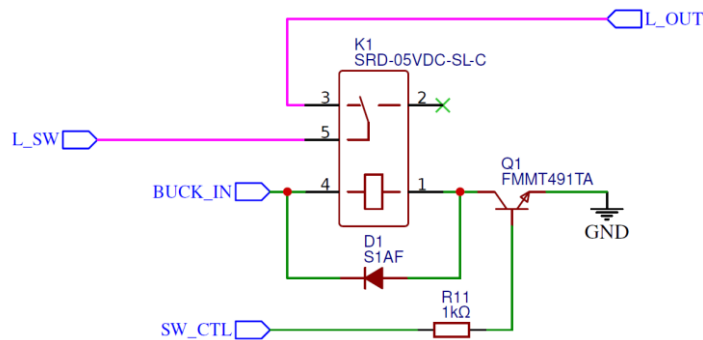 L_OUT
K1
SRD-05VDC-SL-C
3
2
5
L_SW
Q1
FMMT491TA
BUCK_IN
4
1
GND
D1
S1AF
R11
1kΩ
SW_CTL